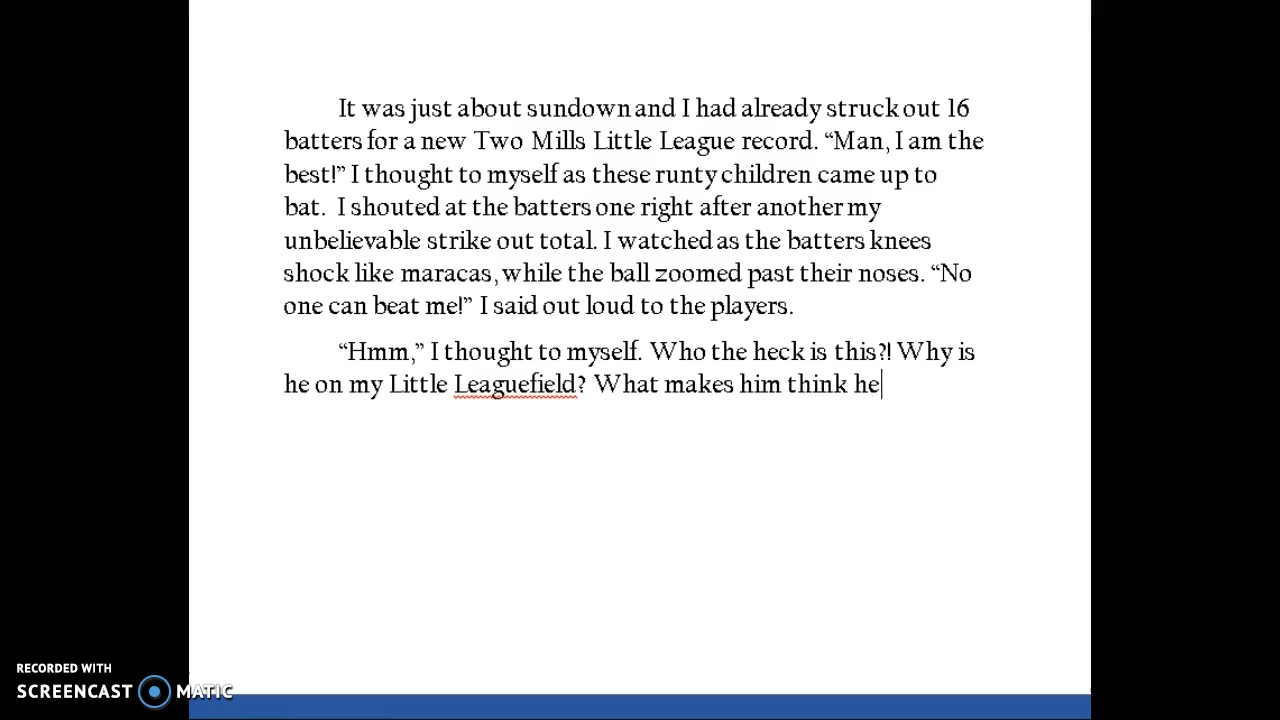 It was just about sundown and I had already struck out 16
batters for a new Two Mills Little League record. “Man, I am the
best!” I thought to myself as these runty children came up to
bat.  I shouted at the batters one right after another my
unbelievable strike out total. I watched as the batters knees
shock like maracas, while the ball zoomed past their noses. “No
one can beat me!” I said out loud to the players.
“Hmm,” I thought to myself. Who the heck is this?! Why is
he on my Little Leaguefield? What makes him think he
RECORDED WITH
SCREENCAST MATIC